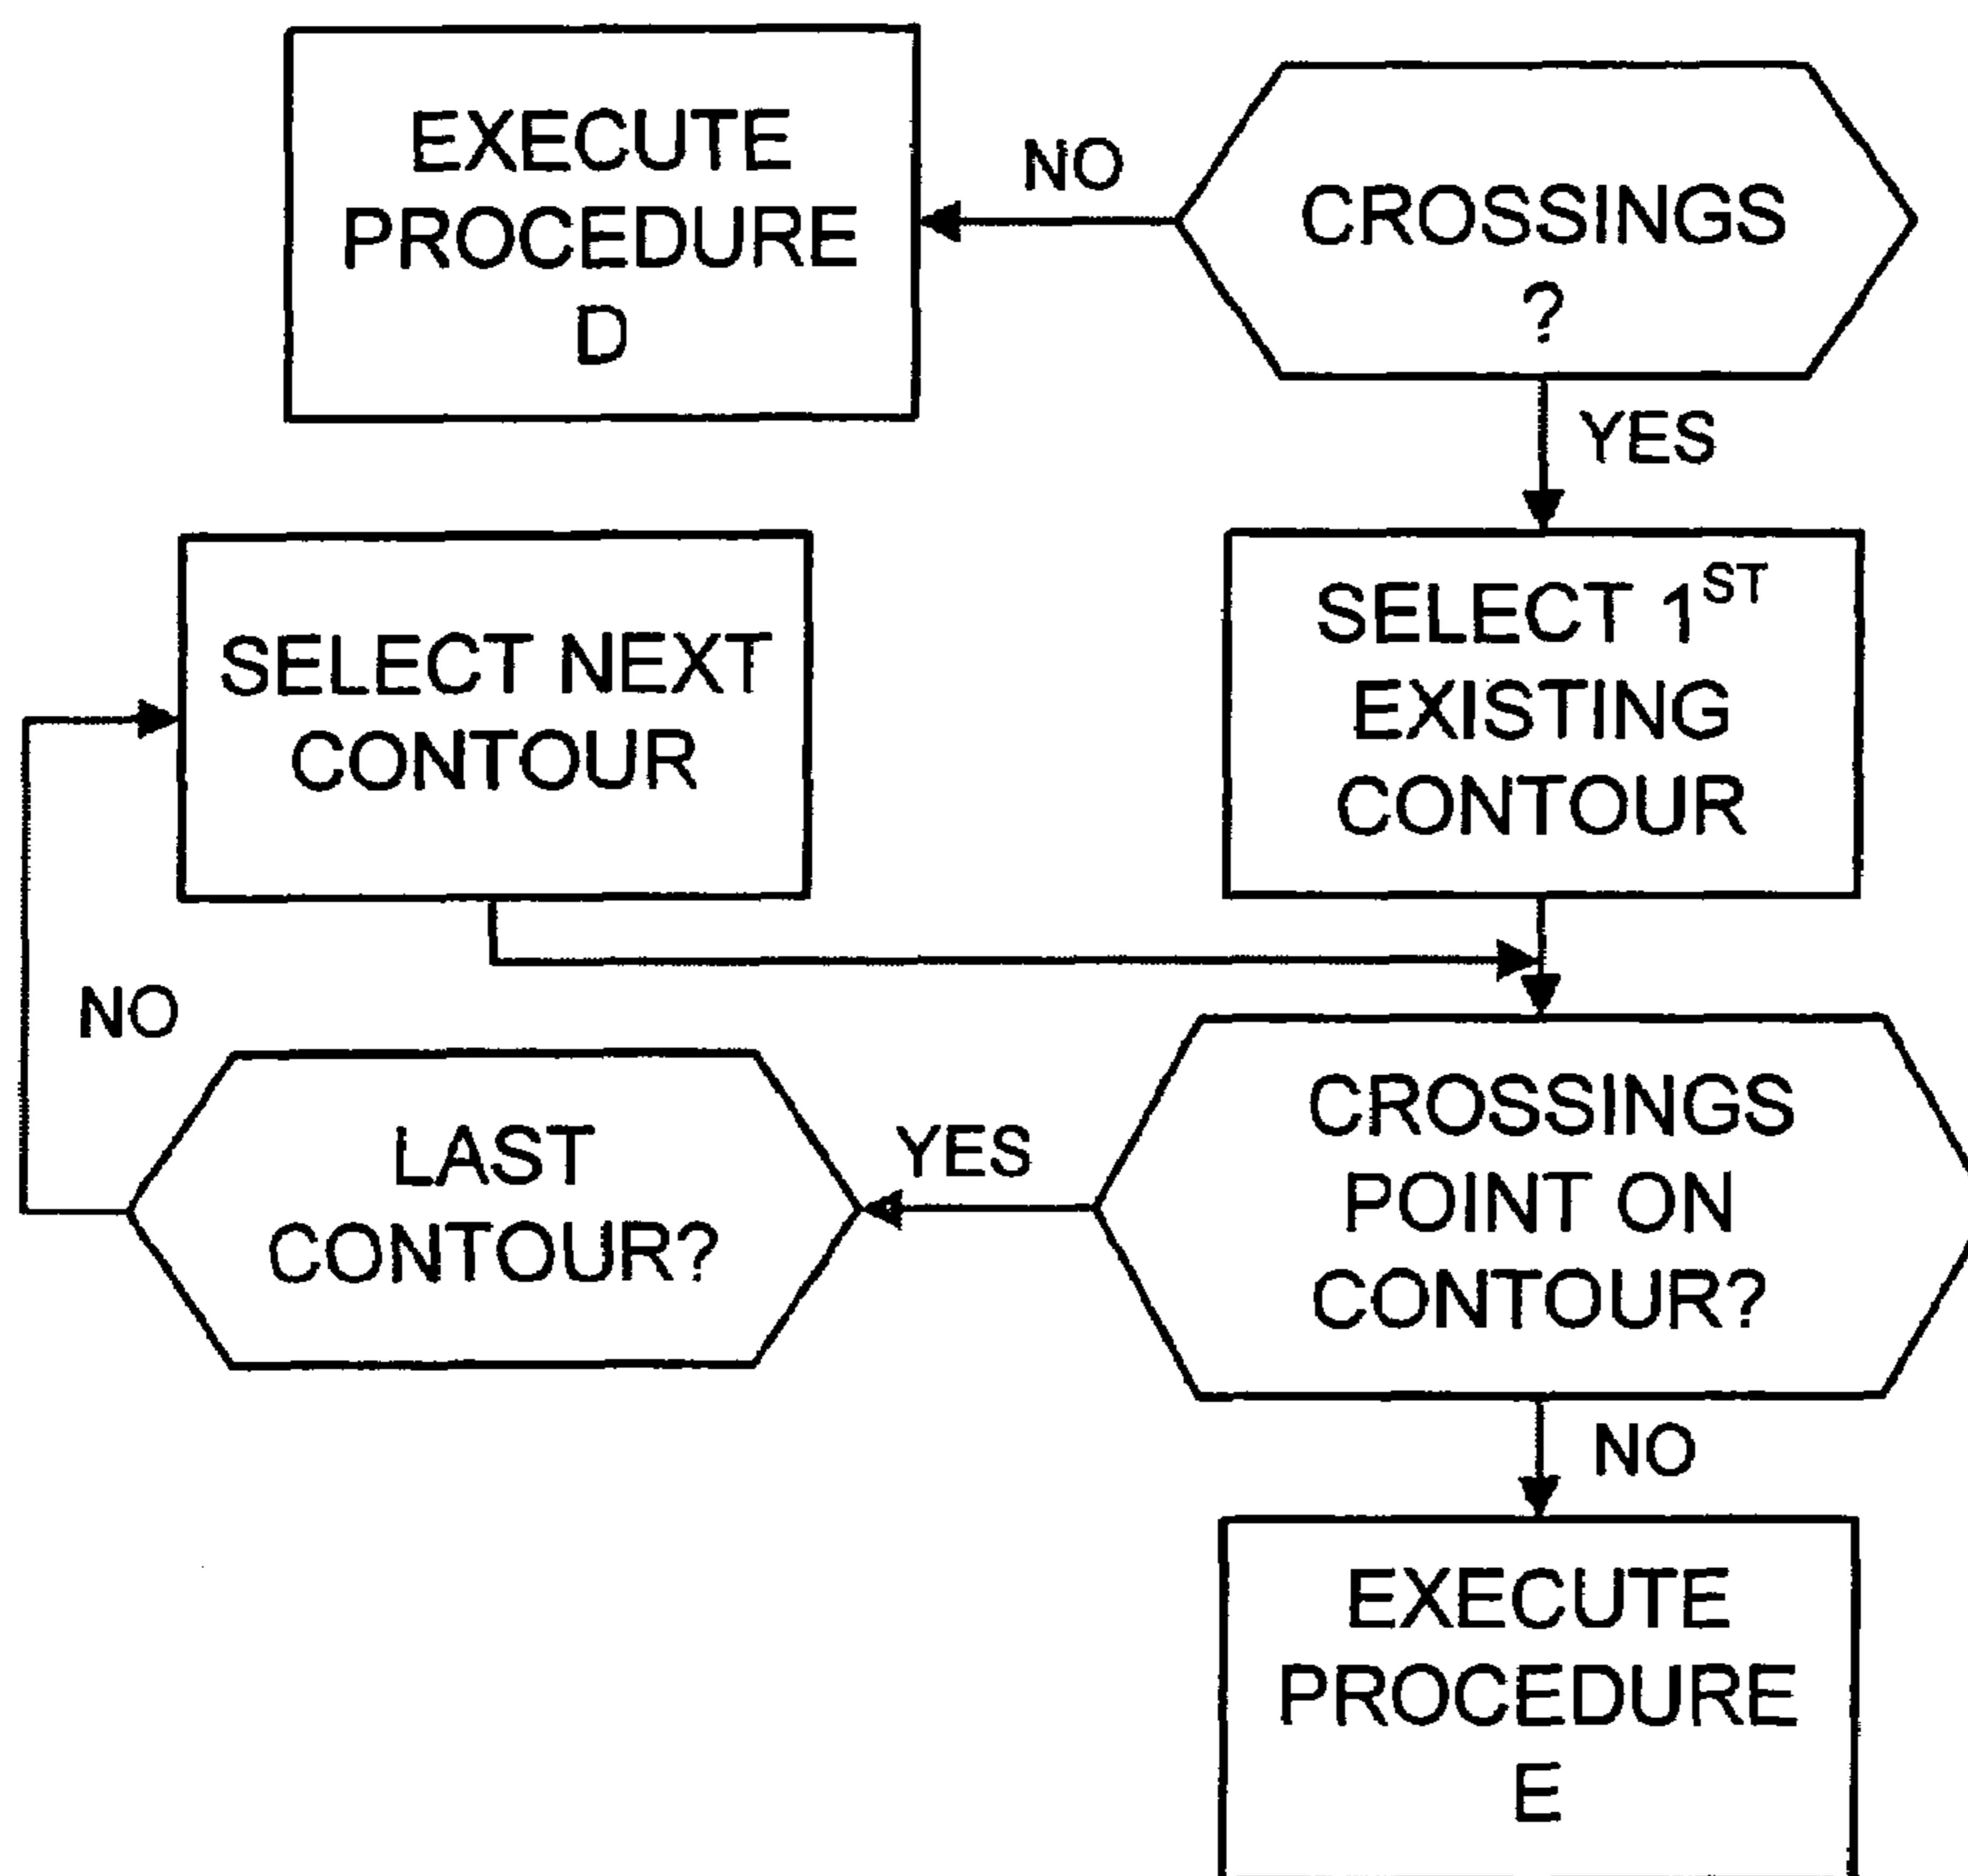 EXECUTE
PROCEDURE
D
NO
CROSSINGS
?
YES
SELECT NEXT
CONTOUR
SELECT 1ST
EXISTING
CONTOUR
NO
LAST
CONTOUR?
YES
CROSSINGS
POINT ON
CONTOUR?
NO
EXECUTE
PROCEDURE
E